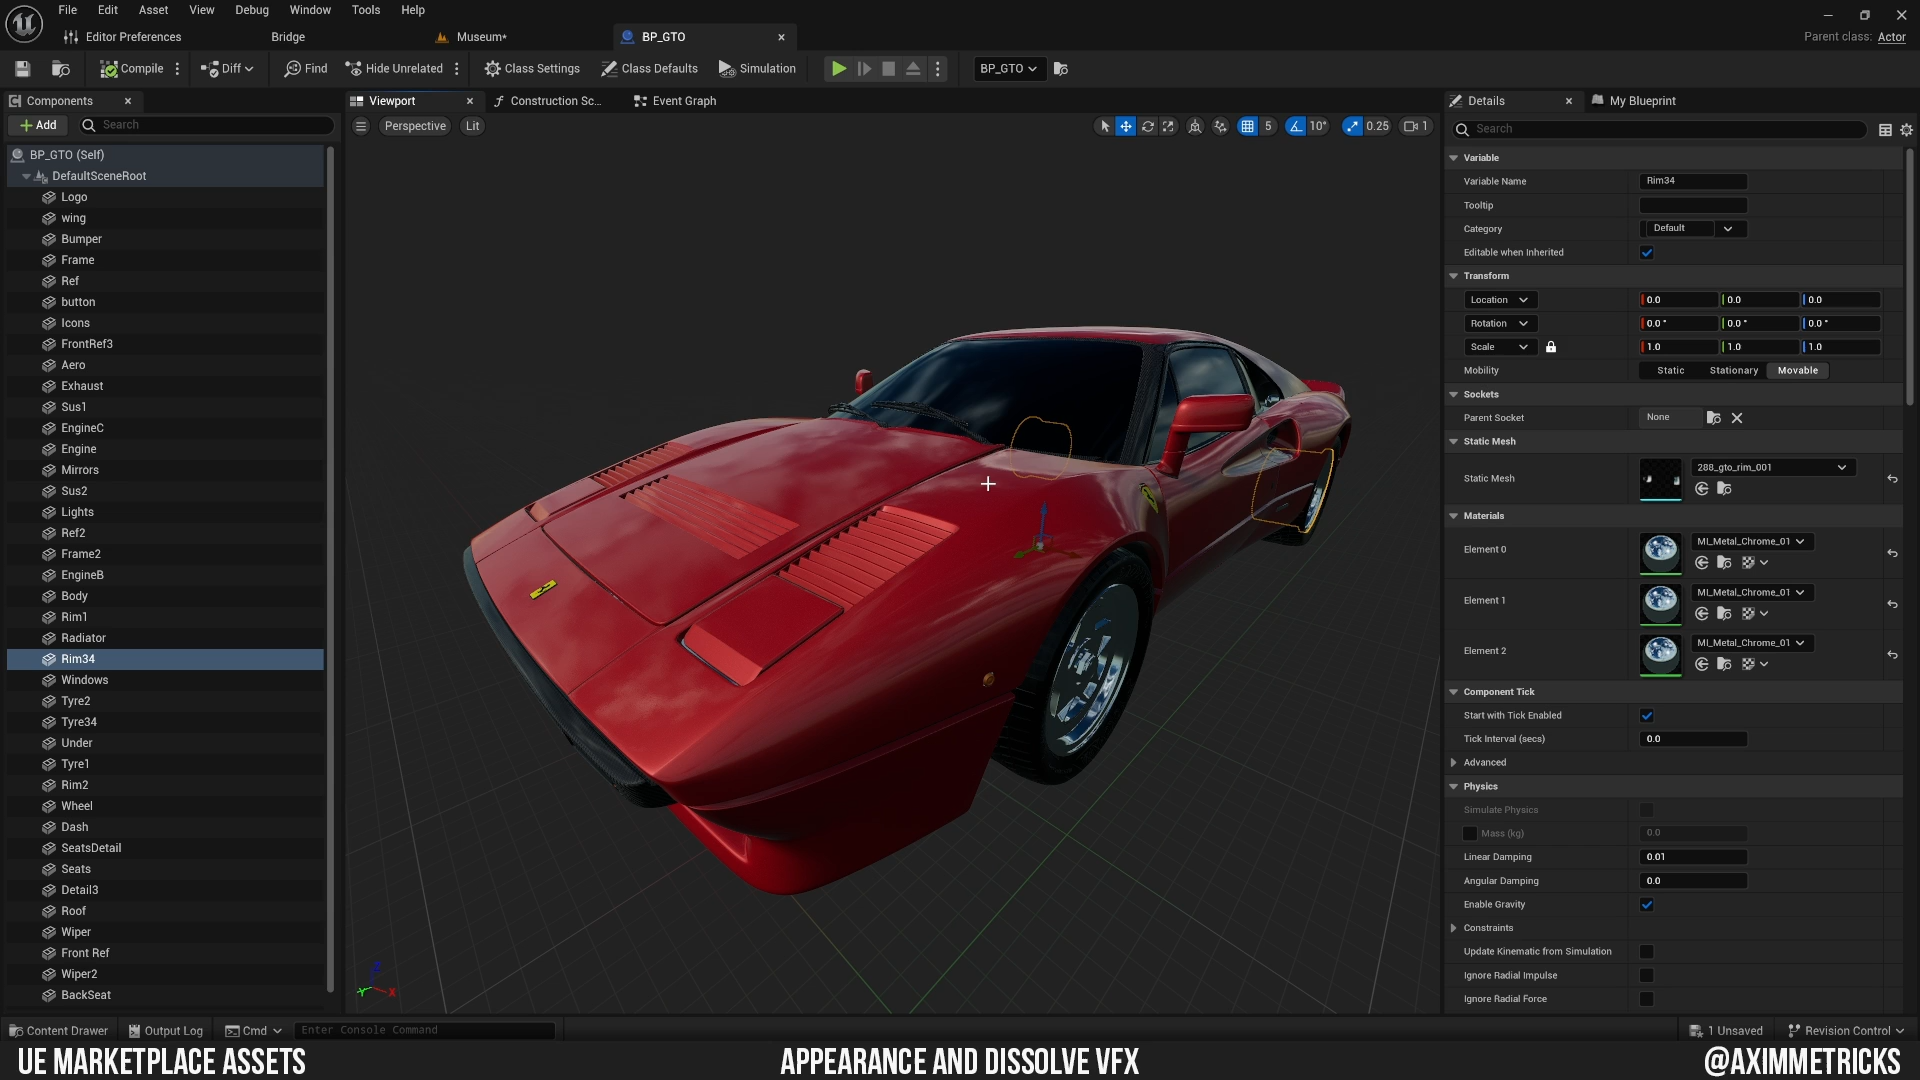 File Edit Asset View Debug Window Tools Help
Editor Preferences Bridge Museum* BP_GTO
Parent class: Actor
Compile Diff Find Hide Unrelated Class Settings Class Defaults Simulation BP_GTO
Components
Add Search
BP_GTO (Self)
DefaultSceneRoot
Logo
wing
Bumper
Frame
Ref
button
Icons
FrontRef3
Aero
Exhaust
Sus1
EngineC
Engine
Mirrors
Sus2
Lights
Ref2
Frame2
EngineB
Body
Rim1
Radiator
Rim34
Windows
Tyre2
Tyre34
Under
Tyre1
Rim2
Wheel
Dash
SeatsDetail
Seats
Detail3
Roof
Wiper
Front Ref
Wiper2
BackSeat
Viewport Construction Sc... Event Graph
Perspective Lit 5 10° 0.25 1
Z
Y X
Details My Blueprint
Search
Variable
Variable Name Rim34
Tooltip
Category Default
Editable when Inherited
Transform
Location 0.0 0.0 0.0
Rotation 0.0 ° 0.0 ° 0.0 °
Scale 1.0 1.0 1.0
Mobility Static Stationary Movable
Sockets
Parent Socket None
Static Mesh
Static Mesh 288_gto_rim_001
Materials
Element 0 MI_Metal_Chrome_01
Element 1 MI_Metal_Chrome_01
Element 2 MI_Metal_Chrome_01
Component Tick
Start with Tick Enabled
Tick Interval (secs) 0.0
Advanced
Physics
Simulate Physics
Mass (kg) 0.0
Linear Damping 0.01
Angular Damping 0.0
Enable Gravity
Constraints
Update Kinematic from Simulation
Ignore Radial Impulse
Ignore Radial Force
Content Drawer Output Log Cmd Enter Console Command 1 Unsaved Revision Control
UE MARKETPLACE ASSETS APPEARANCE AND DISSOLVE VFX @AXIMMETRICKS